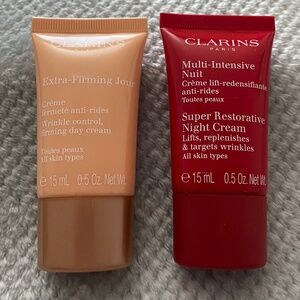 CLARINS
Extra-Firming Jour
Crème
fermeté anti-rides
Wrinkle control,
firming day cream
Toutes peaux
All skin types
℮ 15 mL 0.5 Oz. Net Wt.
CLARINS
PARIS
Multi-Intensive
Nuit
Crème lift-redensifiante
anti-rides
Toutes peaux
Super Restorative
Night Cream
Lifts, replenishes
& targets wrinkles
All skin types
℮ 15 mL 0.5 Oz. Net Wt.